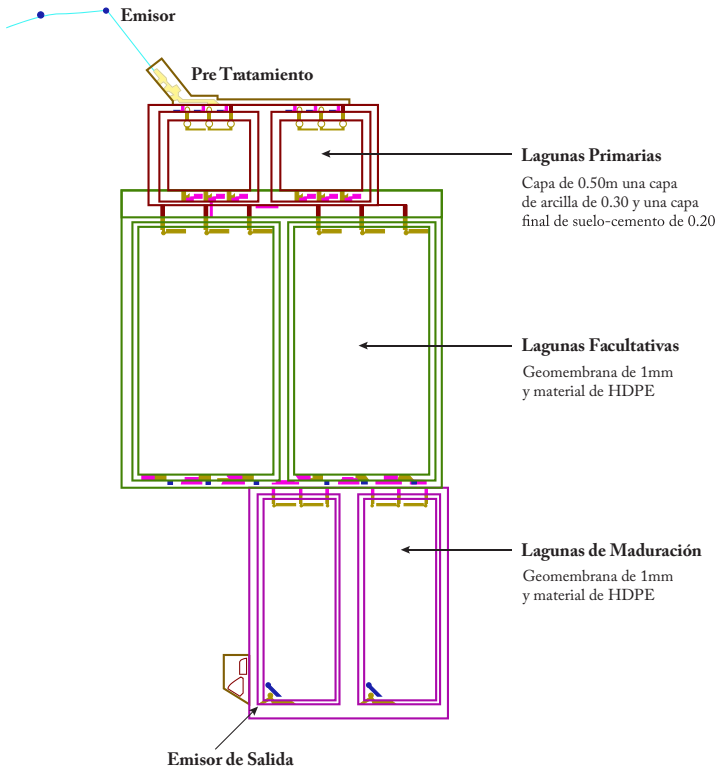 Emisor
Pre Tratamiento
Lagunas Primarias
Capa de 0.50m una capa
de arcilla de 0.30 y una capa
final de suelo-cemento de 0.20
Lagunas Facultativas
Geomembrana de 1mm
y material de HDPE
Lagunas de Maduración
Geomembrana de 1mm
y material de HDPE
Emisor de Salida